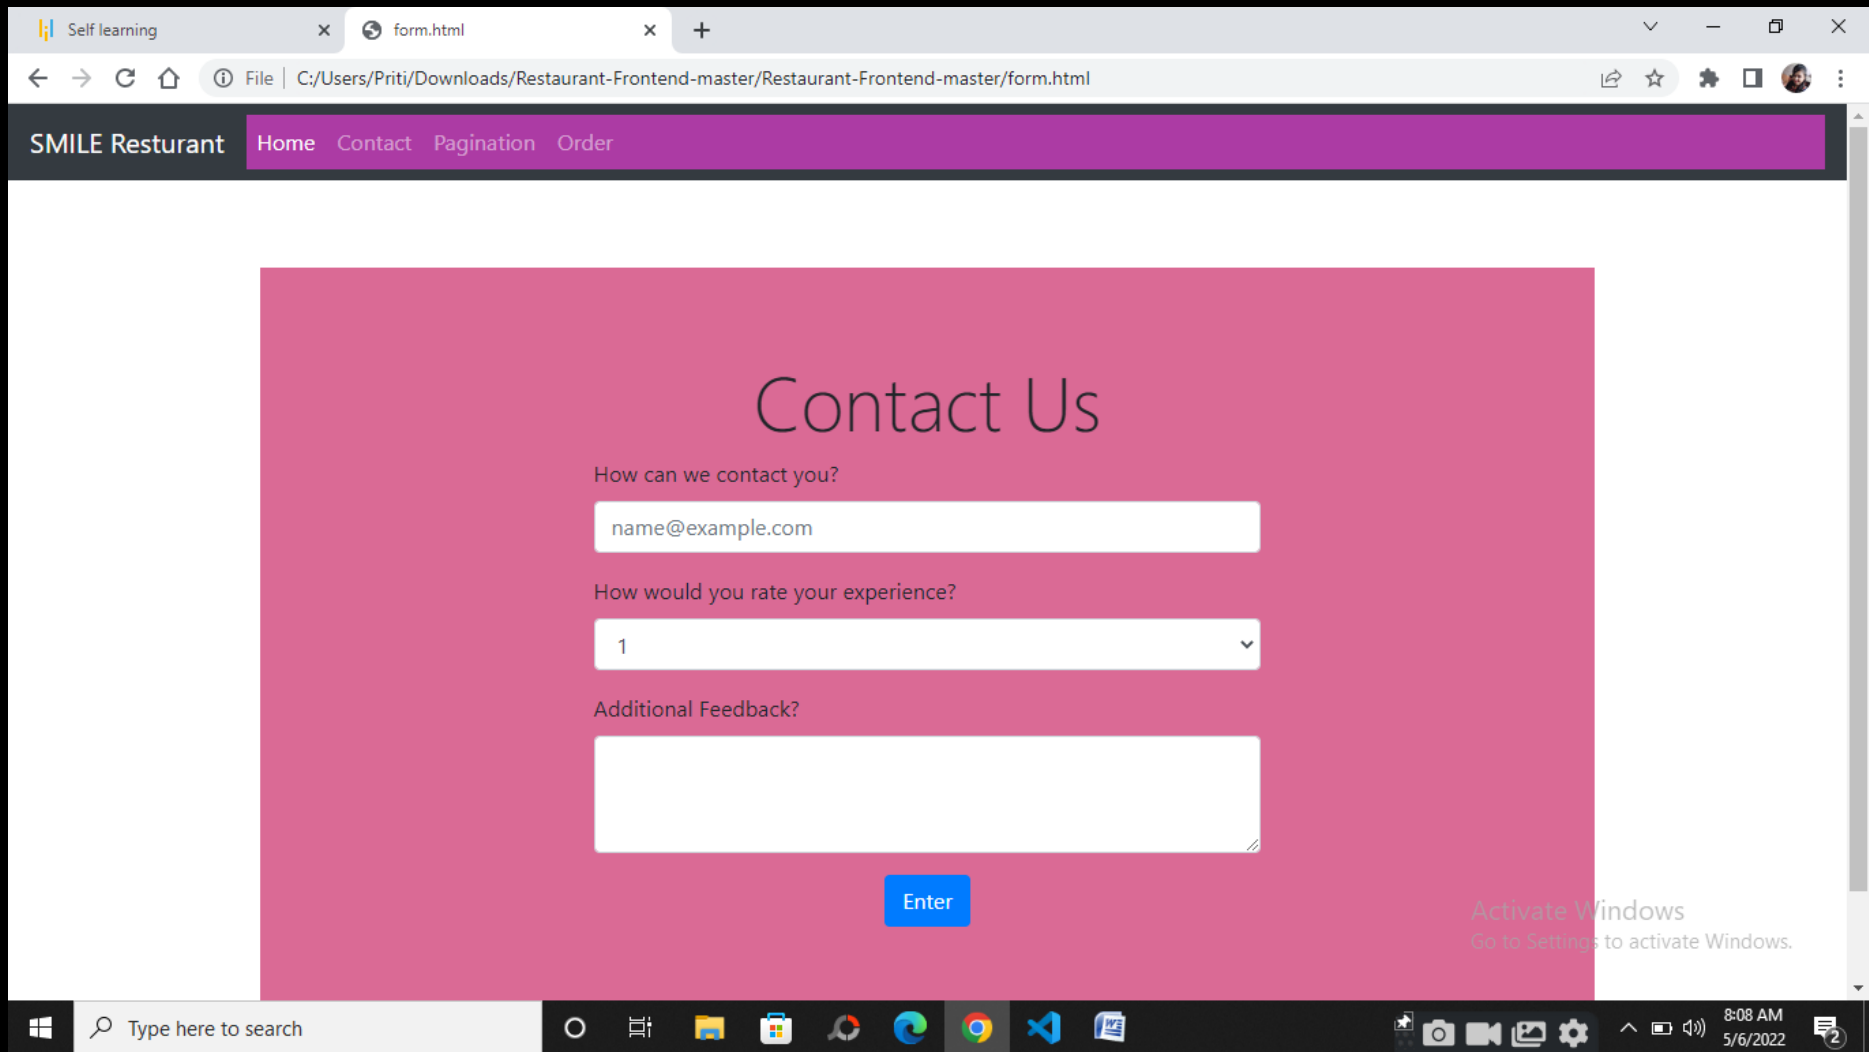 Self learning
form.html
File
C:/Users/Priti/Downloads/Restaurant-Frontend-master/Restaurant-Frontend-master/form.html
SMILE Resturant
Home Contact Pagination Order
Contact Us
How can we contact you?
name@example.com
How would you rate your experience?
1
Additional Feedback?
Enter
Activate Windows
Go to Settings to activate Windows.
Type here to search
8:08 AM
5/6/2022
2